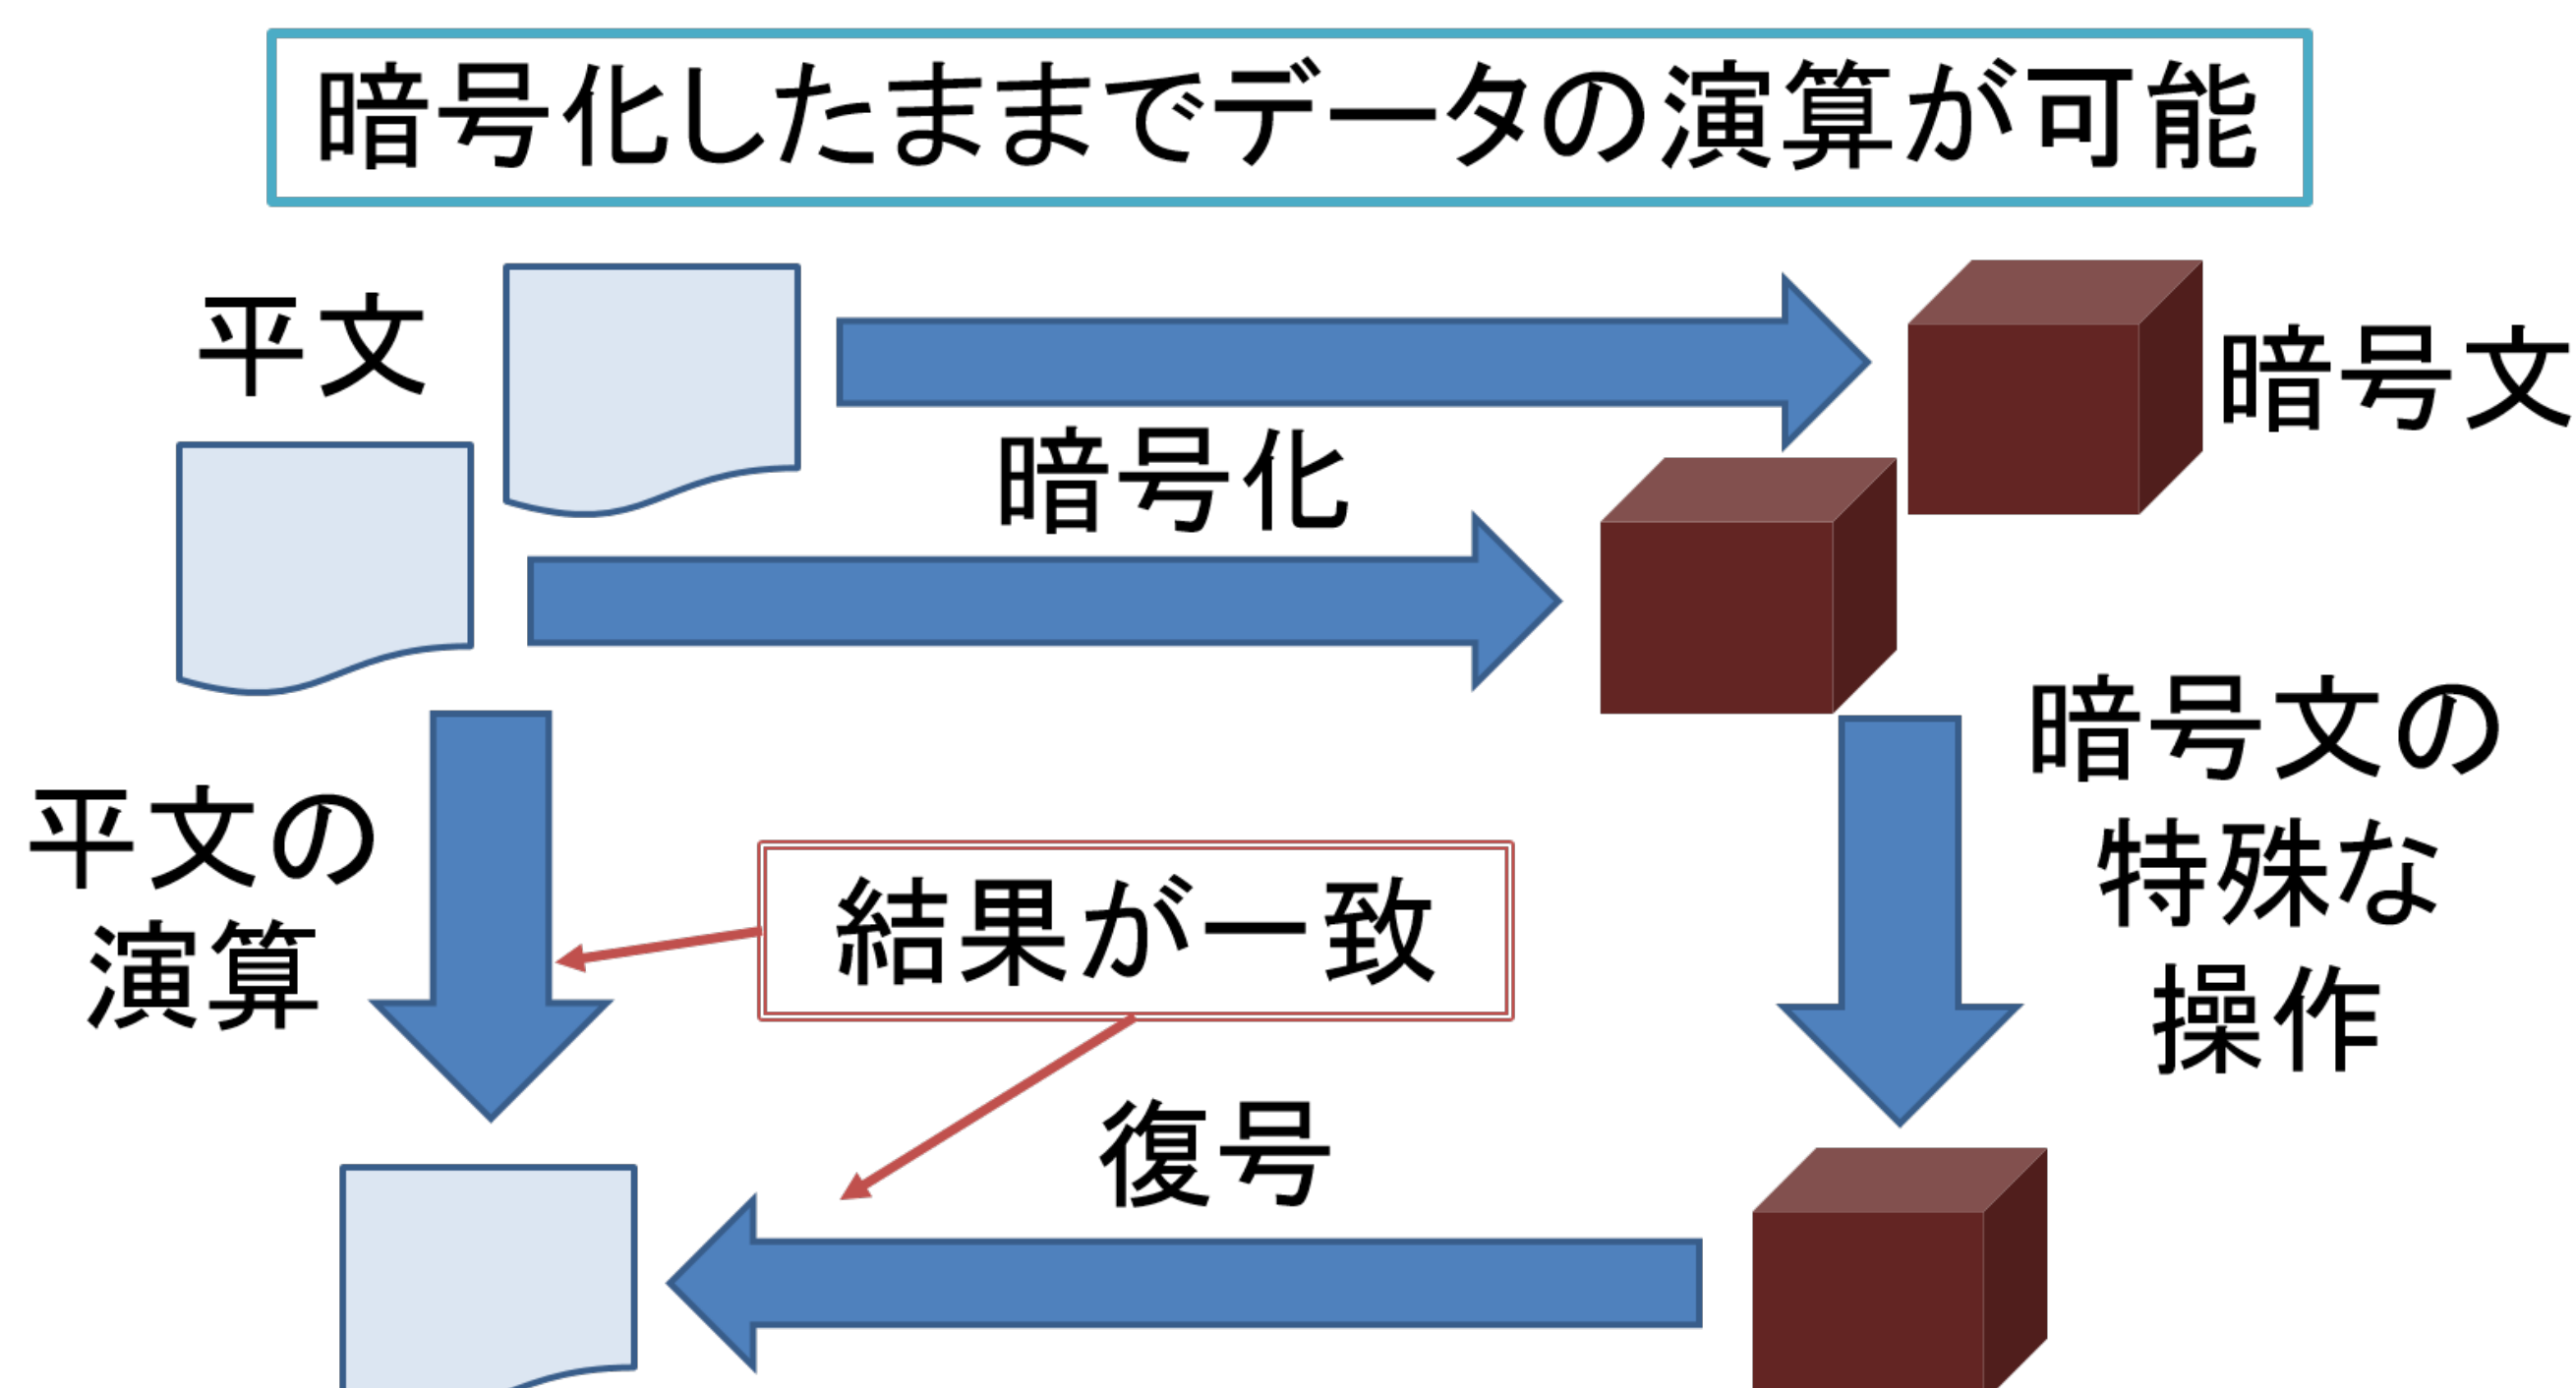 暗号化したままでデータの演算が可能
平文
暗号文
暗号化
平文の
演算
結果が一致
暗号文の
特殊な
操作
復号